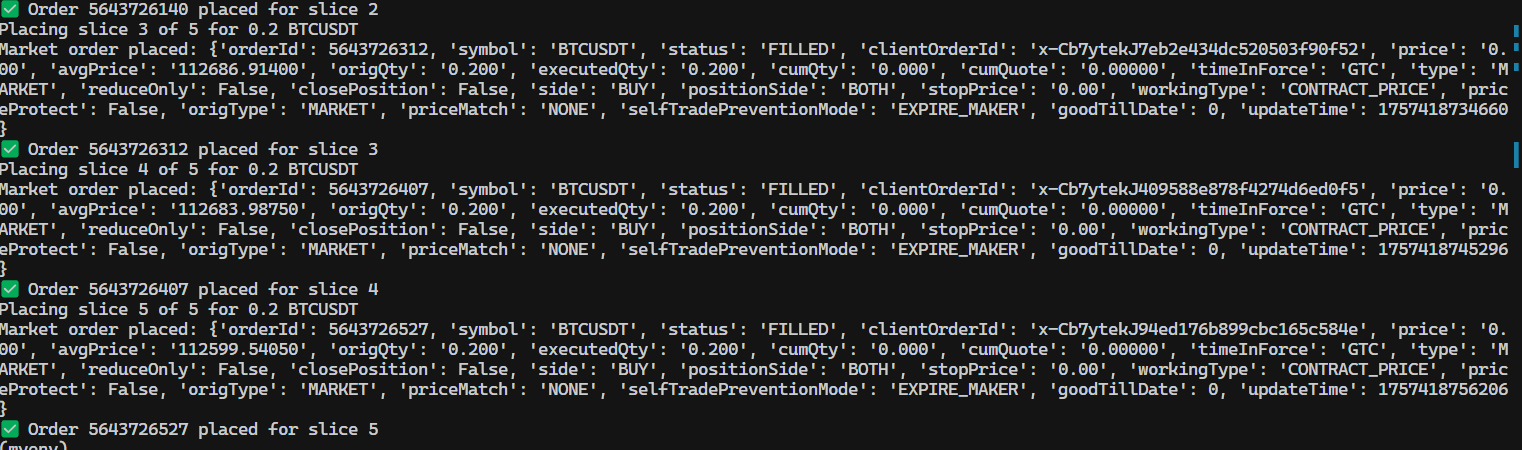 ✅ Order 5643726140 placed for slice 2
Placing slice 3 of 5 for 0.2 BTCUSDT
Market order placed: {'orderId': 5643726312, 'symbol': 'BTCUSDT', 'status': 'FILLED', 'clientOrderId': 'x-Cb7ytekJ7eb2e434dc520503f90f52', 'price': '0.
00', 'avgPrice': '112686.91400', 'origQty': '0.200', 'executedQty': '0.200', 'cumQty': '0.000', 'cumQuote': '0.00000', 'timeInForce': 'GTC', 'type': 'M
ARKET', 'reduceOnly': False, 'closePosition': False, 'side': 'BUY', 'positionSide': 'BOTH', 'stopPrice': '0.00', 'workingType': 'CONTRACT_PRICE', 'pric
eProtect': False, 'origType': 'MARKET', 'priceMatch': 'NONE', 'selfTradePreventionMode': 'EXPIRE_MAKER', 'goodTillDate': 0, 'updateTime': 1757418734660
}
✅ Order 5643726312 placed for slice 3
Placing slice 4 of 5 for 0.2 BTCUSDT
Market order placed: {'orderId': 5643726407, 'symbol': 'BTCUSDT', 'status': 'FILLED', 'clientOrderId': 'x-Cb7ytekJ409588e878f4274d6ed0f5', 'price': '0.
00', 'avgPrice': '112683.98750', 'origQty': '0.200', 'executedQty': '0.200', 'cumQty': '0.000', 'cumQuote': '0.00000', 'timeInForce': 'GTC', 'type': 'M
ARKET', 'reduceOnly': False, 'closePosition': False, 'side': 'BUY', 'positionSide': 'BOTH', 'stopPrice': '0.00', 'workingType': 'CONTRACT_PRICE', 'pric
eProtect': False, 'origType': 'MARKET', 'priceMatch': 'NONE', 'selfTradePreventionMode': 'EXPIRE_MAKER', 'goodTillDate': 0, 'updateTime': 1757418745296
}
✅ Order 5643726407 placed for slice 4
Placing slice 5 of 5 for 0.2 BTCUSDT
Market order placed: {'orderId': 5643726527, 'symbol': 'BTCUSDT', 'status': 'FILLED', 'clientOrderId': 'x-Cb7ytekJ94ed176b899cbc165c584e', 'price': '0.
00', 'avgPrice': '112599.54050', 'origQty': '0.200', 'executedQty': '0.200', 'cumQty': '0.000', 'cumQuote': '0.00000', 'timeInForce': 'GTC', 'type': 'M
ARKET', 'reduceOnly': False, 'closePosition': False, 'side': 'BUY', 'positionSide': 'BOTH', 'stopPrice': '0.00', 'workingType': 'CONTRACT_PRICE', 'pric
eProtect': False, 'origType': 'MARKET', 'priceMatch': 'NONE', 'selfTradePreventionMode': 'EXPIRE_MAKER', 'goodTillDate': 0, 'updateTime': 1757418756206
}
✅ Order 5643726527 placed for slice 5